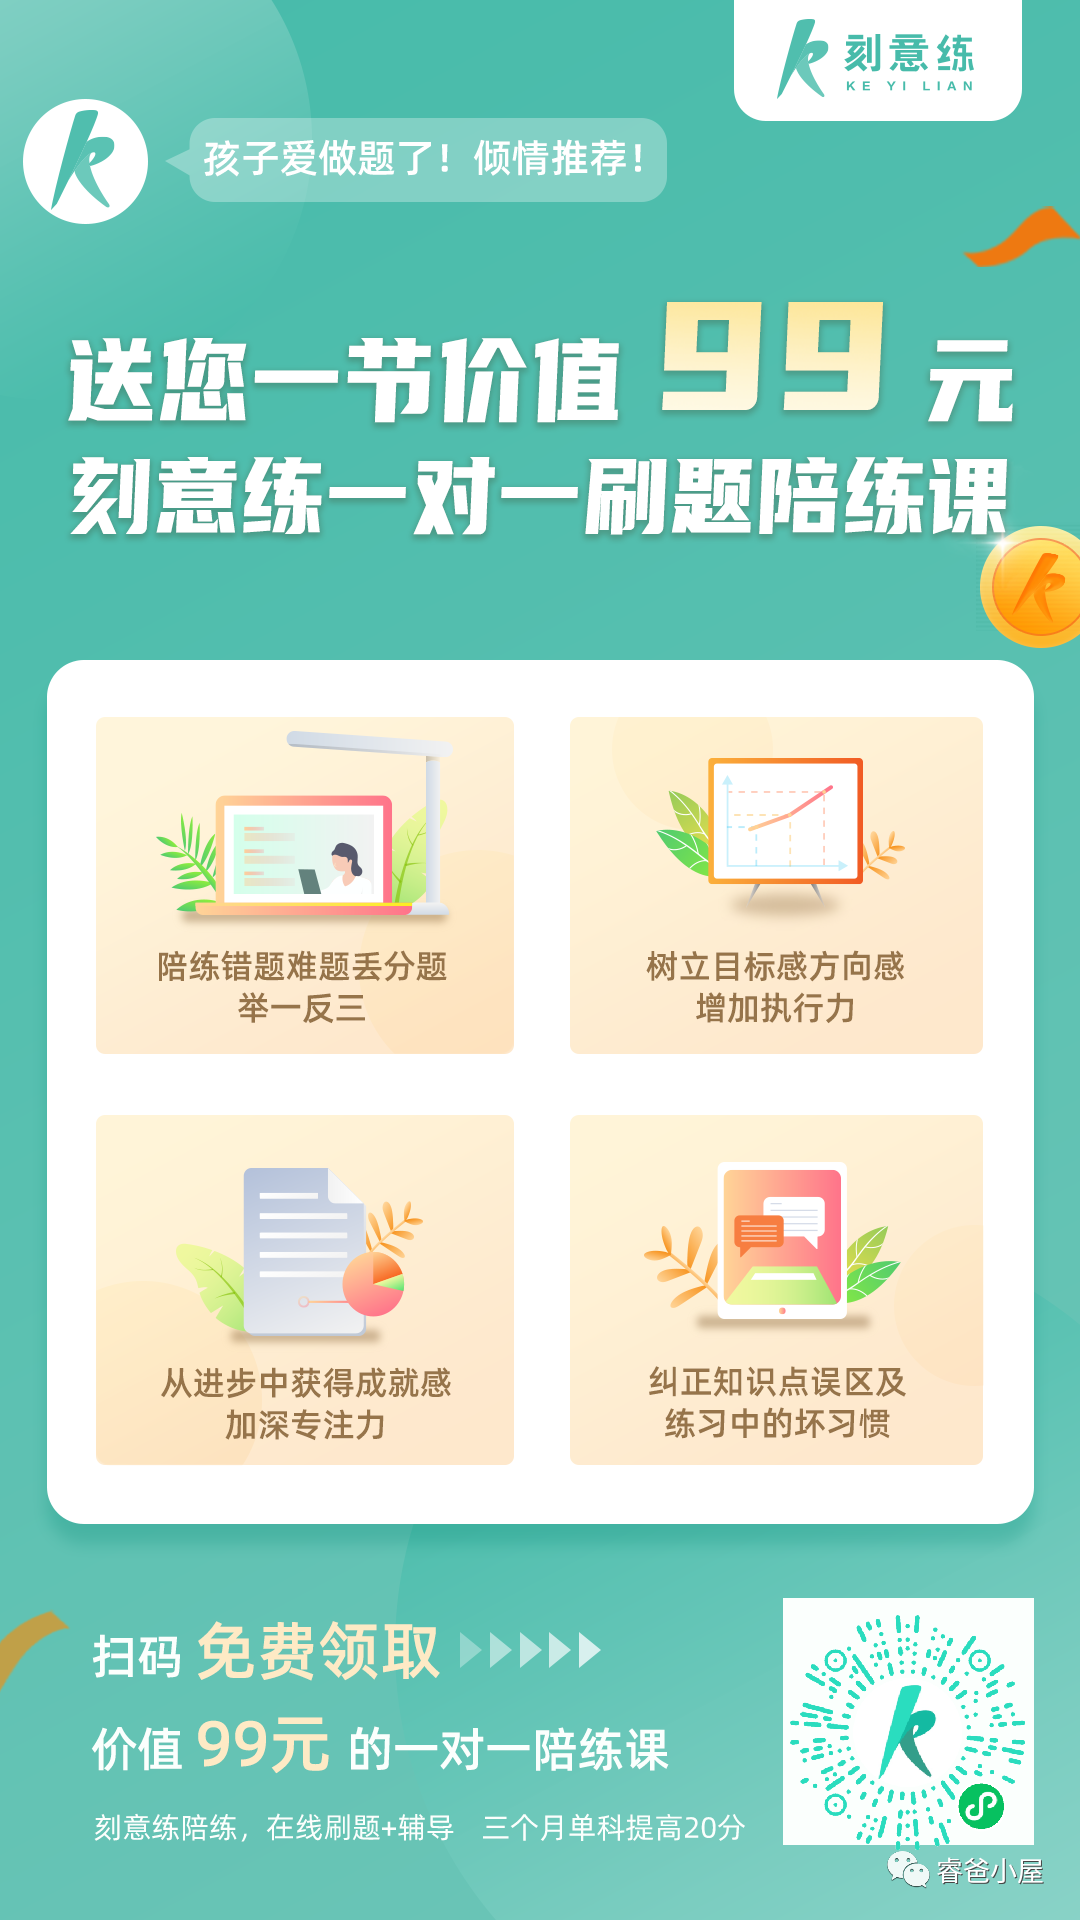 刻意练
KE YI LIAN
孩子爱做题了！倾情推荐！
送您一节价值 99 元
刻意练一对一刷题陪练课
陪练错题难题丢分题
举一反三
树立目标感方向感
增加执行力
从进步中获得成就感
加深专注力
纠正知识点误区及
练习中的坏习惯
扫码 免费领取
价值 99元 的一对一陪练课
刻意练陪练，在线刷题+辅导 三个月单科提高20分
睿爸小屋